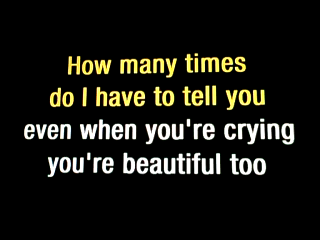 How many times
do I have to tell you
even when you're crying
you're beautiful too